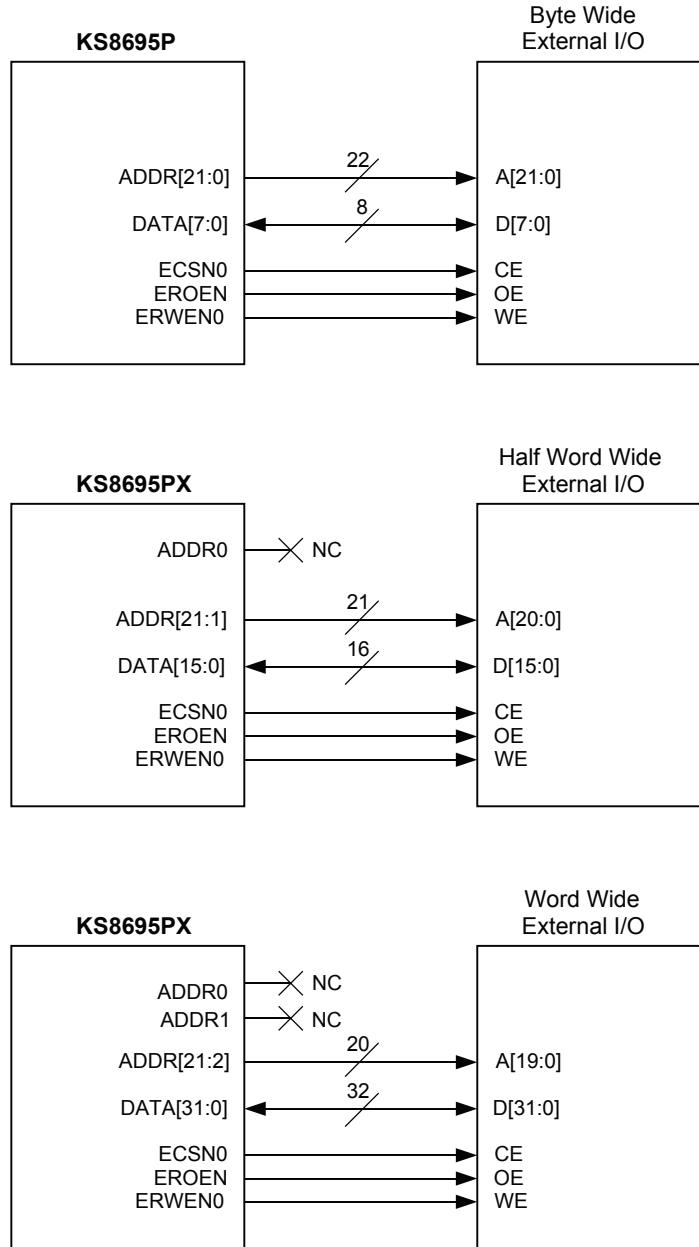 KS8695P
Byte Wide
External I/O
ADDR[21:0]
22
A[21:0]
DATA[7:0]
8
D[7:0]
ECSN0
CE
EROEN
OE
ERWEN0
WE
KS8695PX
Half Word Wide
External I/O
ADDR0
NC
ADDR[21:1]
21
A[20:0]
DATA[15:0]
16
D[15:0]
ECSN0
CE
EROEN
OE
ERWEN0
WE
KS8695PX
Word Wide
External I/O
ADDR0
NC
ADDR1
NC
ADDR[21:2]
20
A[19:0]
DATA[31:0]
32
D[31:0]
ECSN0
CE
EROEN
OE
ERWEN0
WE